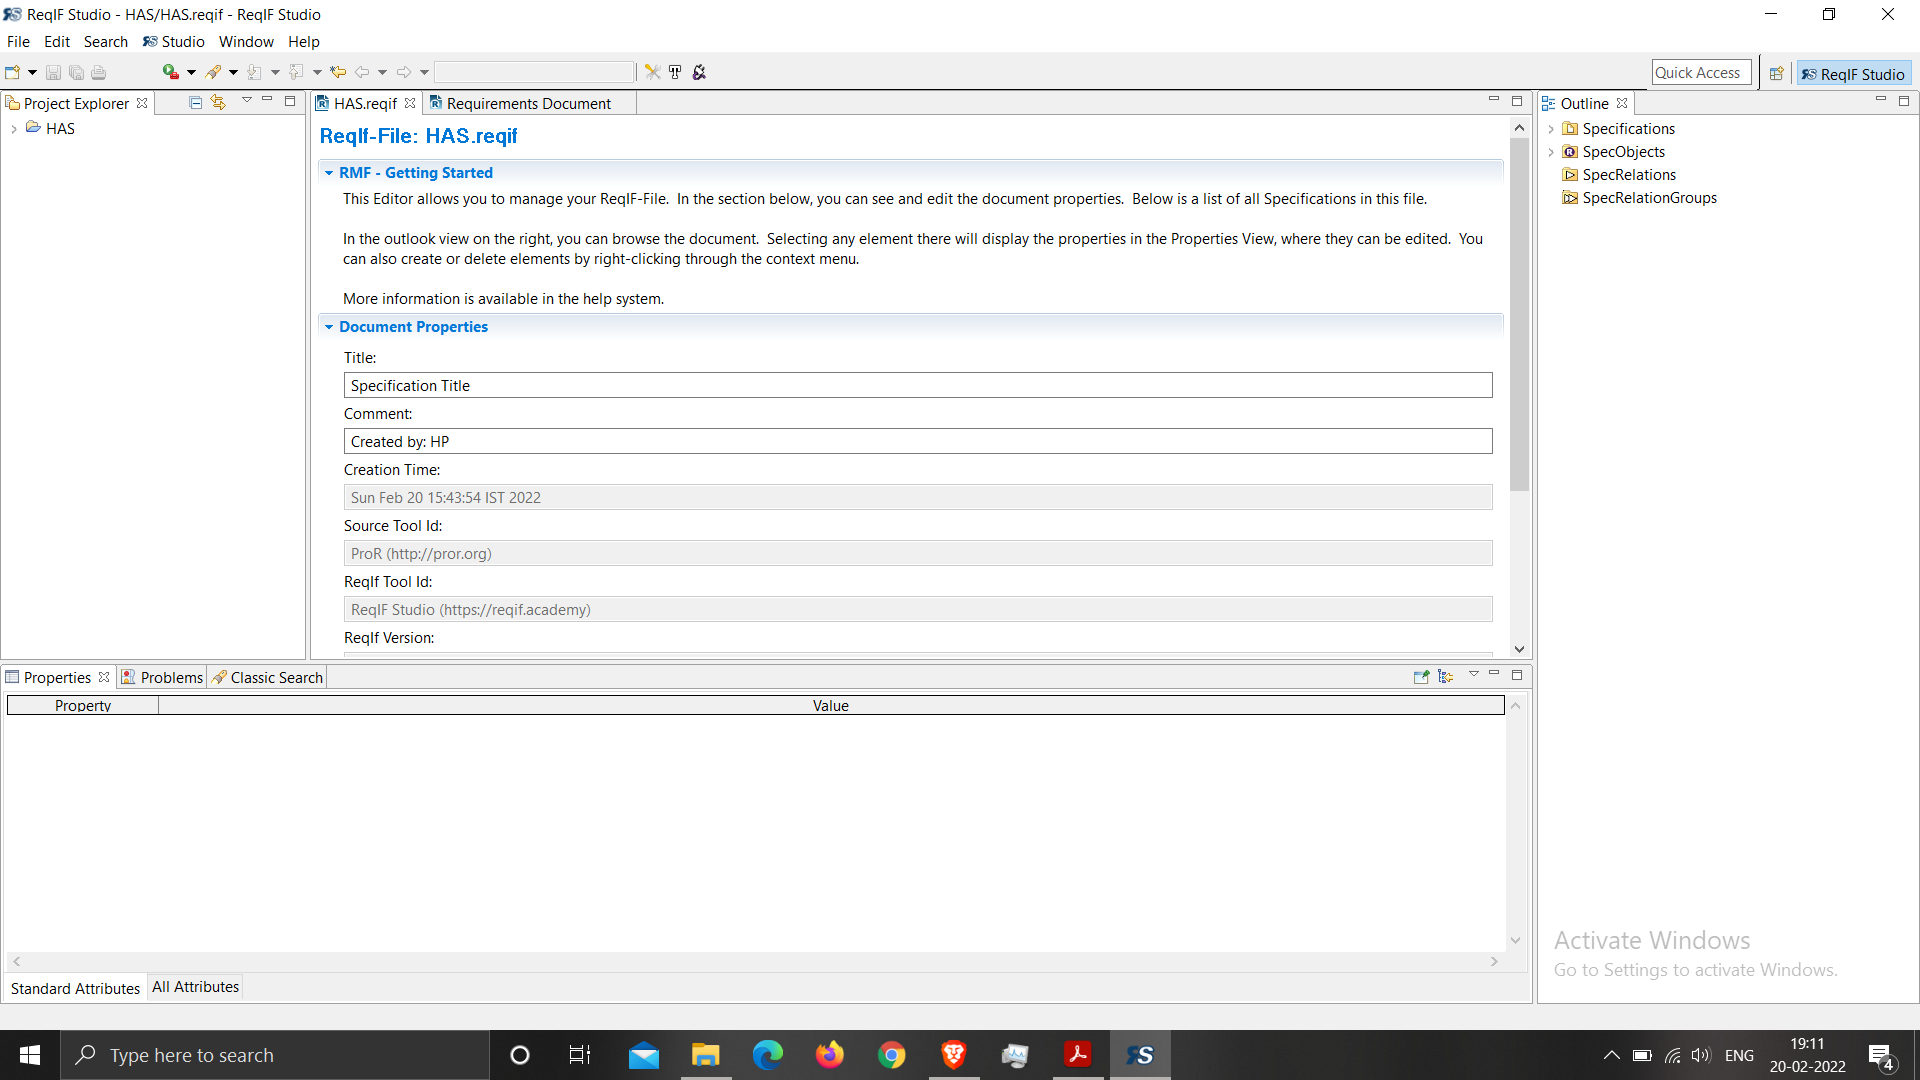 ReqIF Studio - HAS/HAS.reqif - ReqIF Studio
File Edit Search Studio Window Help
Quick Access
ReqIF Studio
Project Explorer
HAS
HAS.reqif
Requirements Document
ReqIf-File: HAS.reqif
RMF - Getting Started
This Editor allows you to manage your ReqIF-File. In the section below, you can see and edit the document properties. Below is a list of all Specifications in this file.
In the outlook view on the right, you can browse the document. Selecting any element there will display the properties in the Properties View, where they can be edited. You
can also create or delete elements by right-clicking through the context menu.
More information is available in the help system.
Document Properties
Title:
Specification Title
Comment:
Created by: HP
Creation Time:
Sun Feb 20 15:43:54 IST 2022
Source Tool Id:
ProR (http://pror.org)
ReqIf Tool Id:
ReqIF Studio (https://reqif.academy)
ReqIf Version:
Outline
Specifications
SpecObjects
SpecRelations
SpecRelationGroups
Properties
Problems
Classic Search
Property Value
Standard Attributes
All Attributes
Activate Windows
Go to Settings to activate Windows.
Type here to search
ENG
19:11
20-02-2022
4